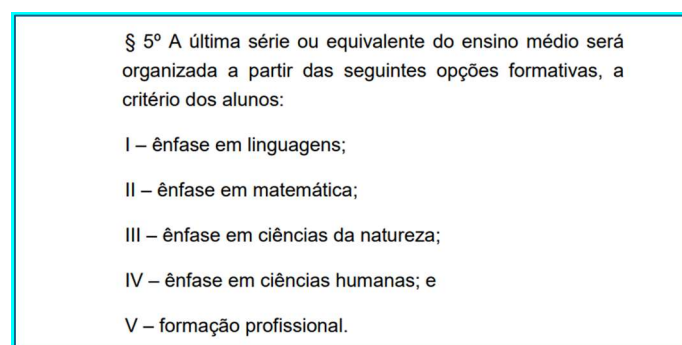 § 5º A última série ou equivalente do ensino médio será
organizada a partir das seguintes opções formativas, a
critério dos alunos:
I – ênfase em linguagens;
II – ênfase em matemática;
III – ênfase em ciências da natureza;
IV – ênfase em ciências humanas; e
V – formação profissional.